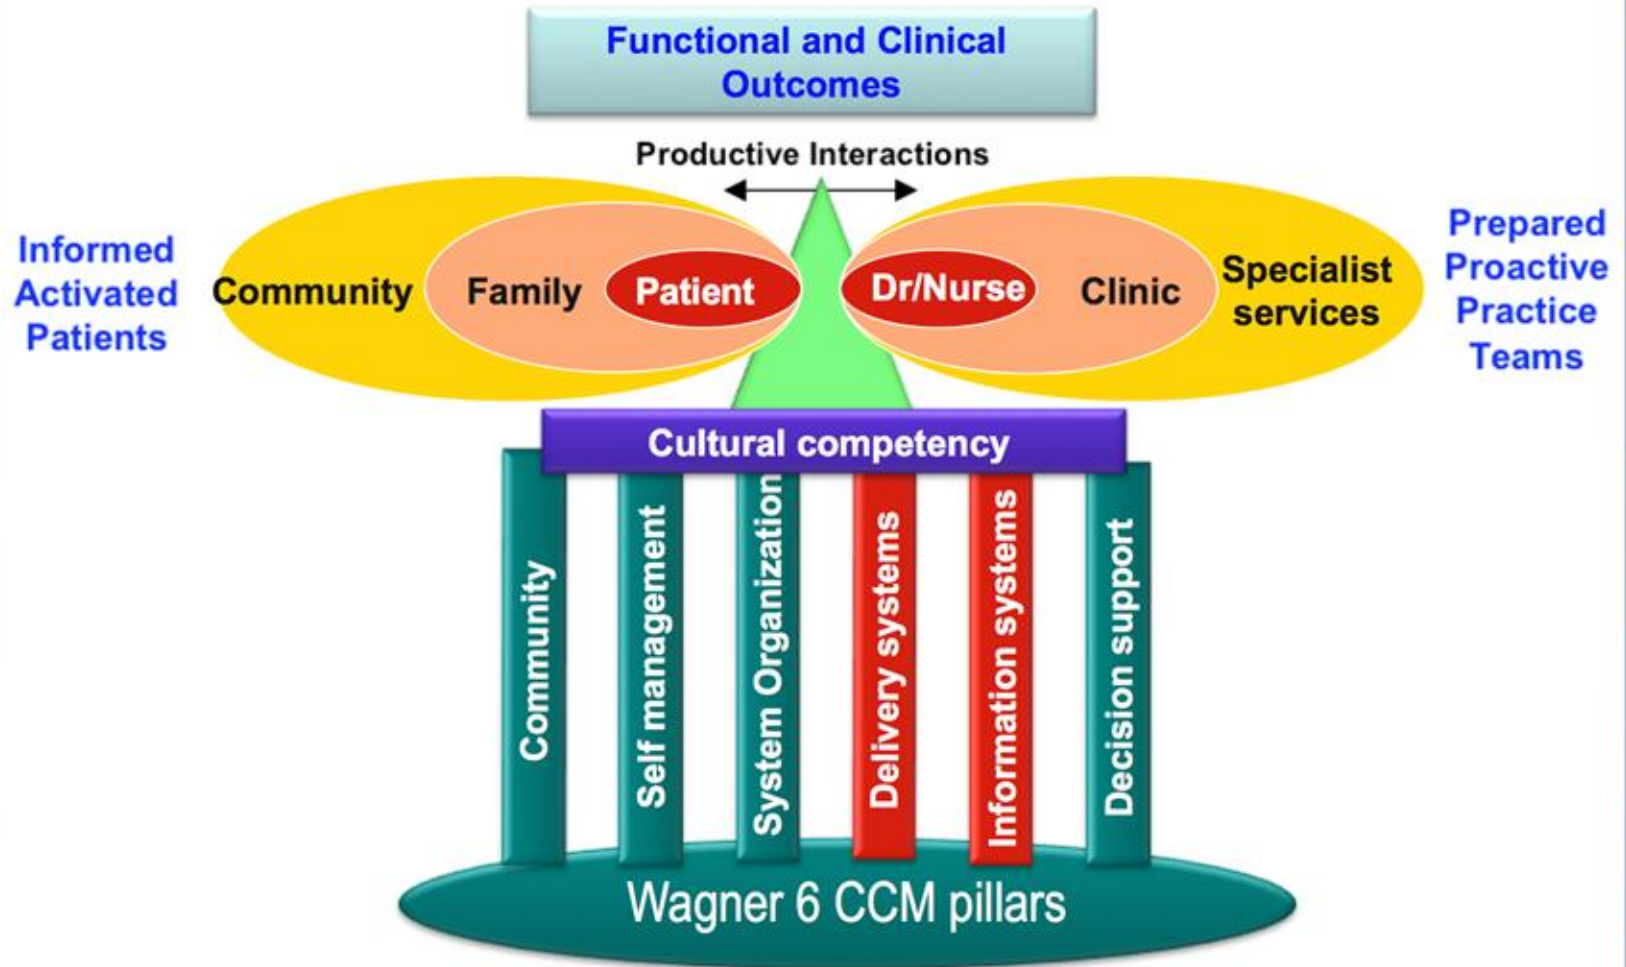 Functional and Clinical
Outcomes
Productive Interactions
Informed
Activated
Patients
Community
Family
Patient
Dr/Nurse
Clinic
Specialist
services
Prepared
Proactive
Practice
Teams
Cultural competency
Community
Self management
System Organization
Delivery systems
Information systems
Decision support
Wagner 6 CCM pillars